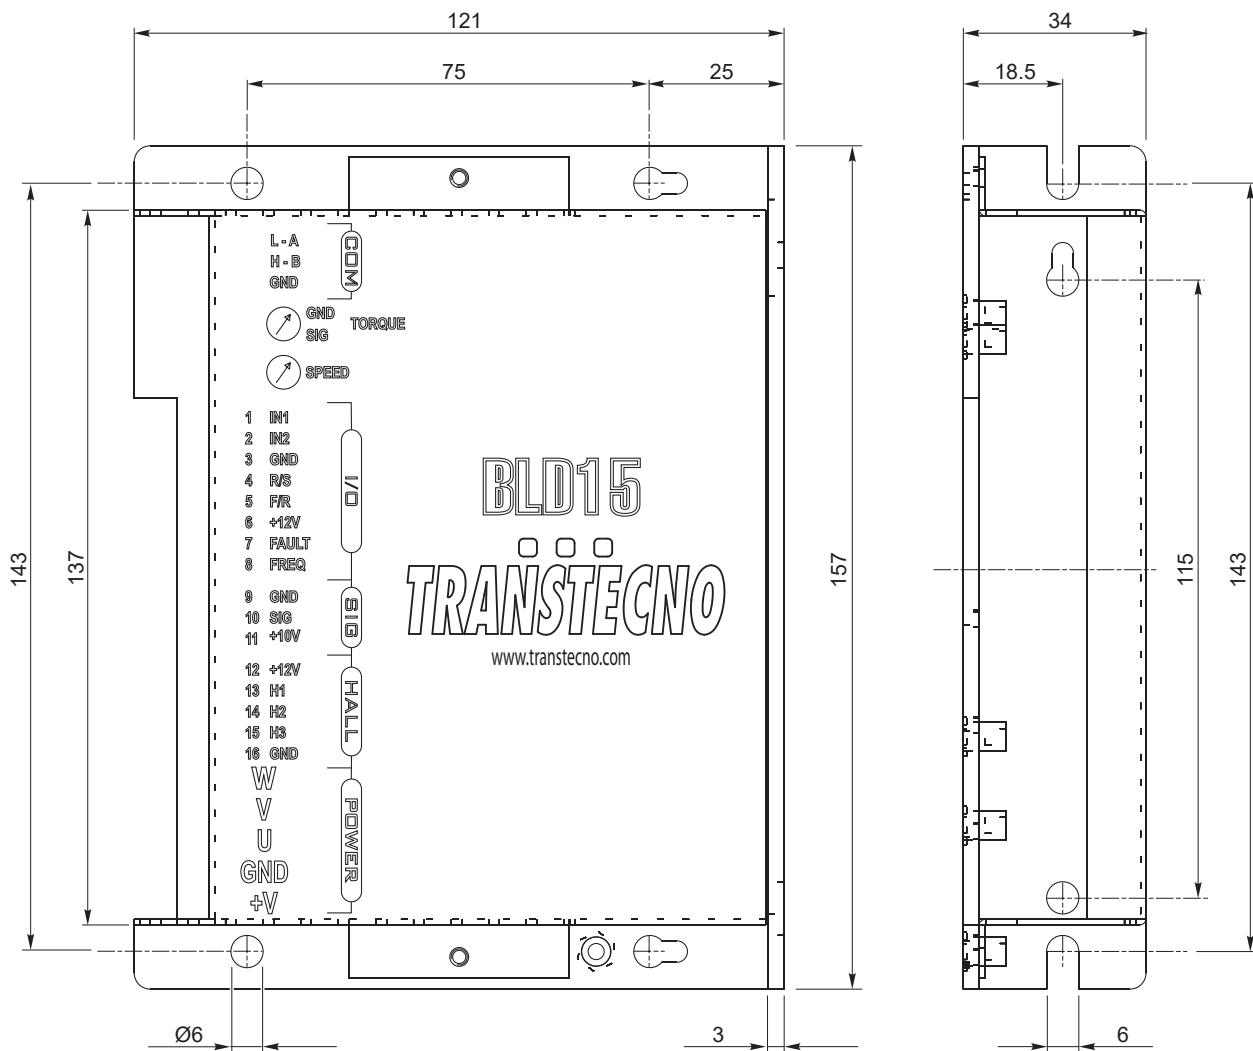 121
34
75
25
18.5
L - A
H - B
GND
COM
GND
SIG
TORQUE
SPEED
1 IN1
2 IN2
3 GND
4 R/S
5 F/R
6 +12V
7 FAULT
8 FREQ
I/O
9 GND
10 SIG
11 +10V
SIG
12 +12V
13 H1
14 H2
15 H3
16 GND
HALL
W
V
U
GND
+V
POWER
BLD15
TRANSTECNO
www.transtecno.com
143
137
157
115
143
Ø6
3
6